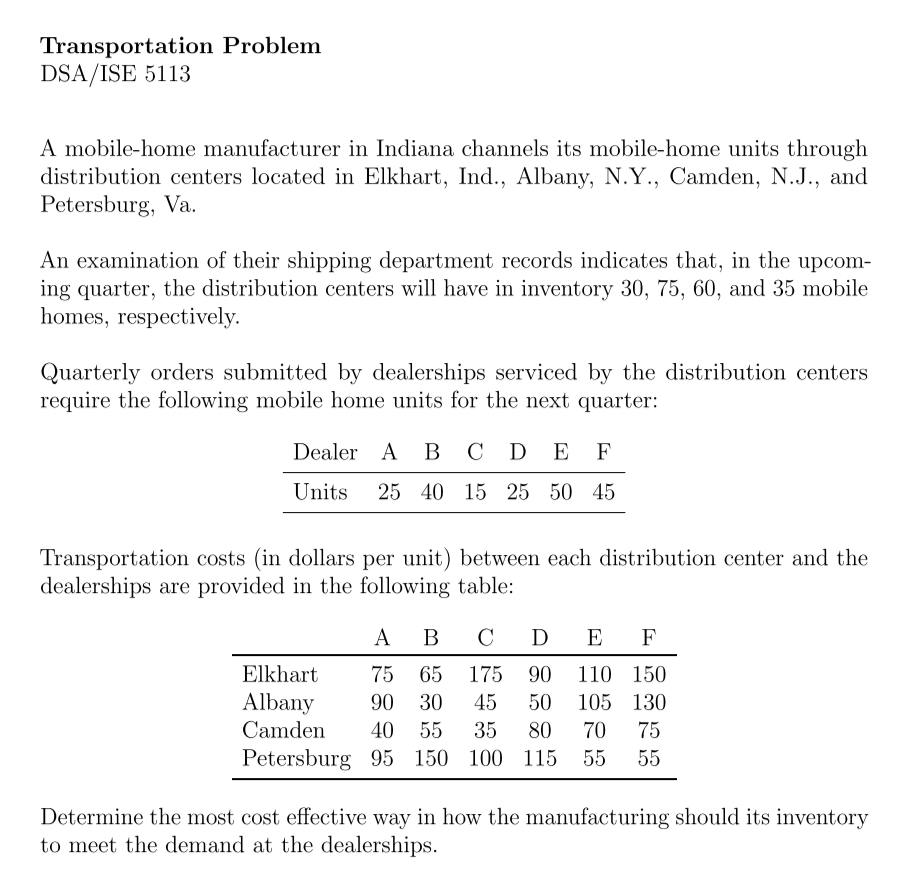 Transportation Problem
DSA/ISE 5113
A mobile-home manufacturer in Indiana channels its mobile-home units through
distribution centers located in Elkhart, Ind., Albany, N.Y., Camden, N.J., and
Petersburg, Va.
An examination of their shipping department records indicates that, in the upcom-
ing quarter, the distribution centers will have in inventory 30, 75, 60, and 35 mobile
homes, respectively.
Quarterly orders submitted by dealerships serviced by the distribution centers
require the following mobile home units for the next quarter:
Dealer A B C D E F
Units 25 40 15 25 50 45
Transportation costs (in dollars per unit) between each distribution center and the
dealerships are provided in the following table:
A B C D E F
Elkhart 75 65 175 90 110 150
Albany 90 30 45 50 105 130
Camden 40 55 35 80 70 75
Petersburg 95 150 100 115 55 55
Determine the most cost effective way in how the manufacturing should its inventory
to meet the demand at the dealerships.